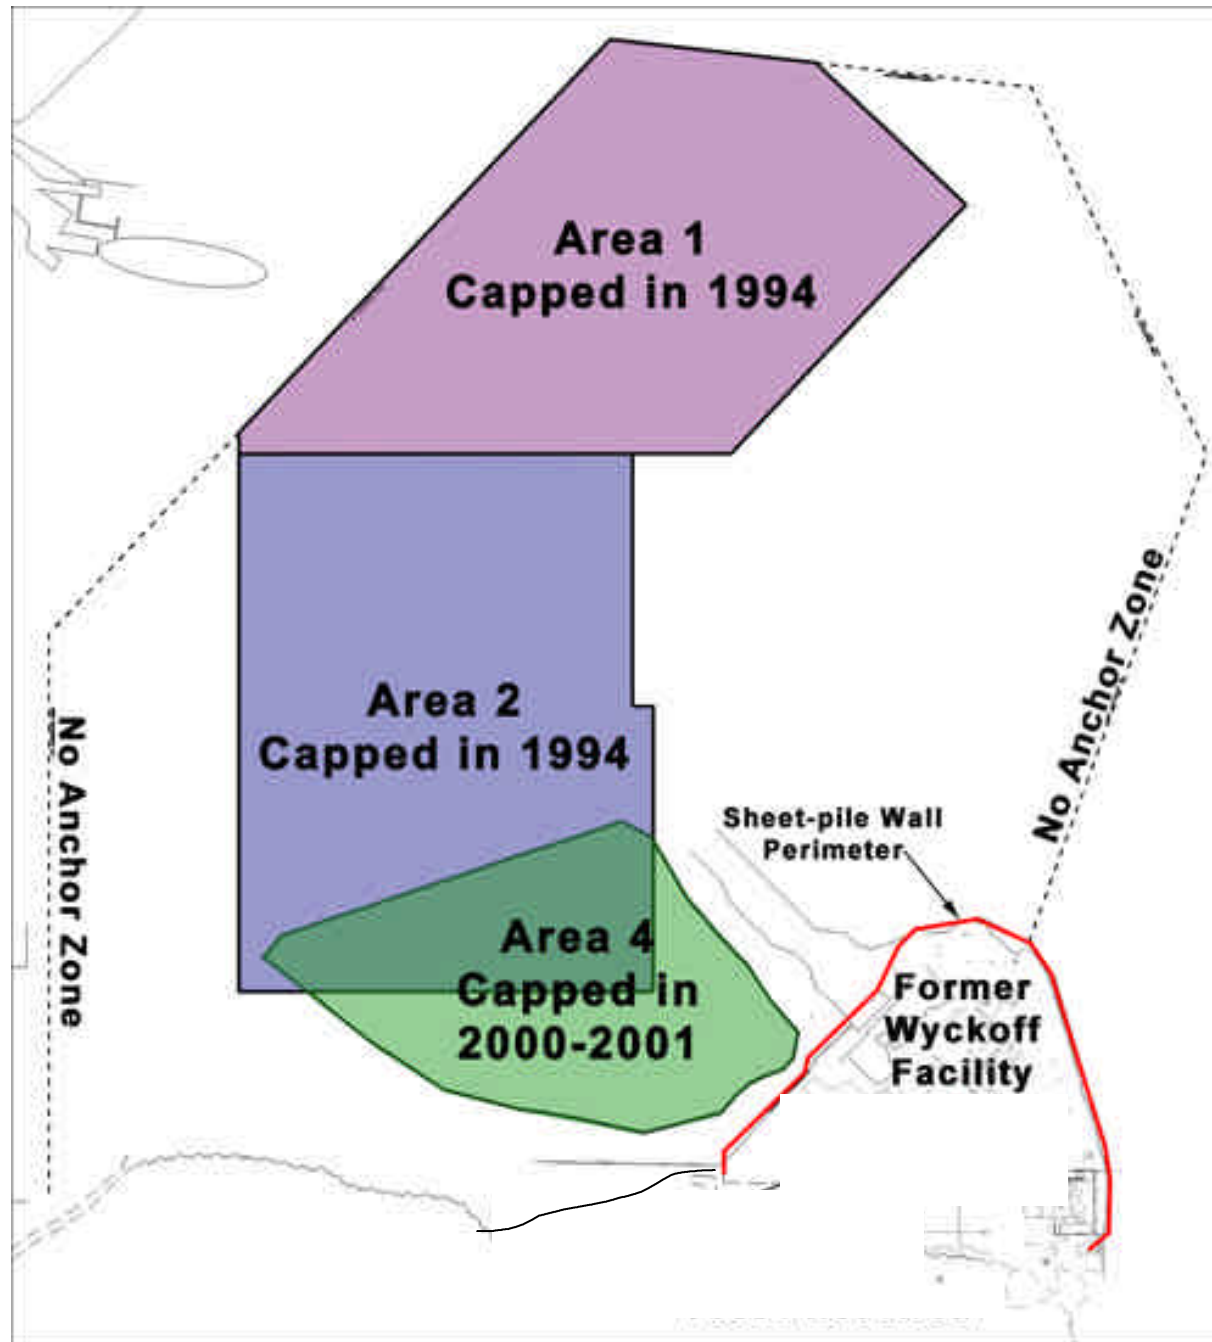 Area 1
Capped in 1994
Area 2
Capped in 1994
No Anchor Zone
No Anchor Zone
Sheet-pile Wall
Perimeter
Area 4
Capped in
2000-2001
Former
Wyckoff
Facility